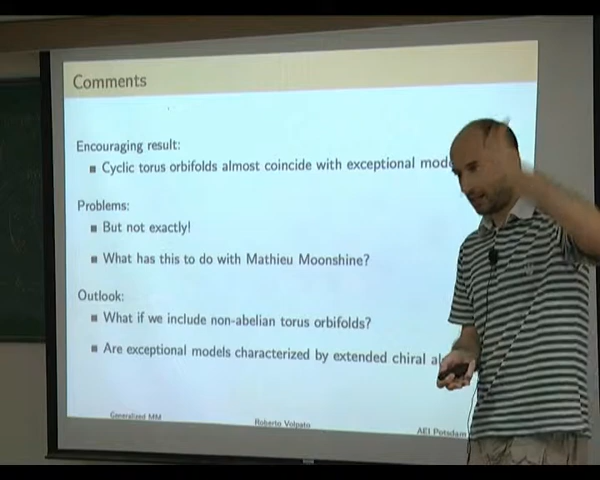 Comments
Encouraging result:
Cyclic torus orbifolds almost coincide with exceptional
Problems:
But not exactly!
What has this to do with Mathieu Moonshine?
Outlook:
What if we include non-abelian torus orbifolds?
Are exceptional models characterized by extended chiral
Generalized MM
Roberto Volpato
AEI Potsdam